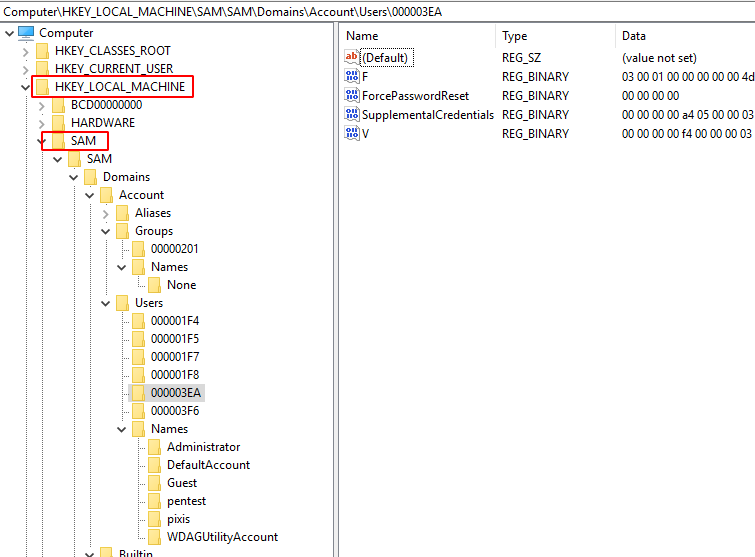 Computer\HKEY_LOCAL_MACHINE\SAM\SAM\Domains\Account\Users\000003EA
Computer
HKEY_CLASSES_ROOT
HKEY_CURRENT_USER
HKEY_LOCAL_MACHINE
BCD00000000
HARDWARE
SAM
SAM
Domains
Account
Aliases
Groups
00000201
Names
None
Users
000001F4
000001F5
000001F7
000001F8
000003EA
000003F6
Names
Administrator
DefaultAccount
Guest
pentest
pixis
WDAGUtilityAccount
Builtin
Name Type Data
(Default) REG_SZ (value not set)
F REG_BINARY 03 00 01 00 00 00 00 00 4d
ForcePasswordReset REG_BINARY 00 00 00 00
SupplementalCredentials REG_BINARY 00 00 00 00 a4 05 00 00 03
V REG_BINARY 00 00 00 00 f4 00 00 00 03